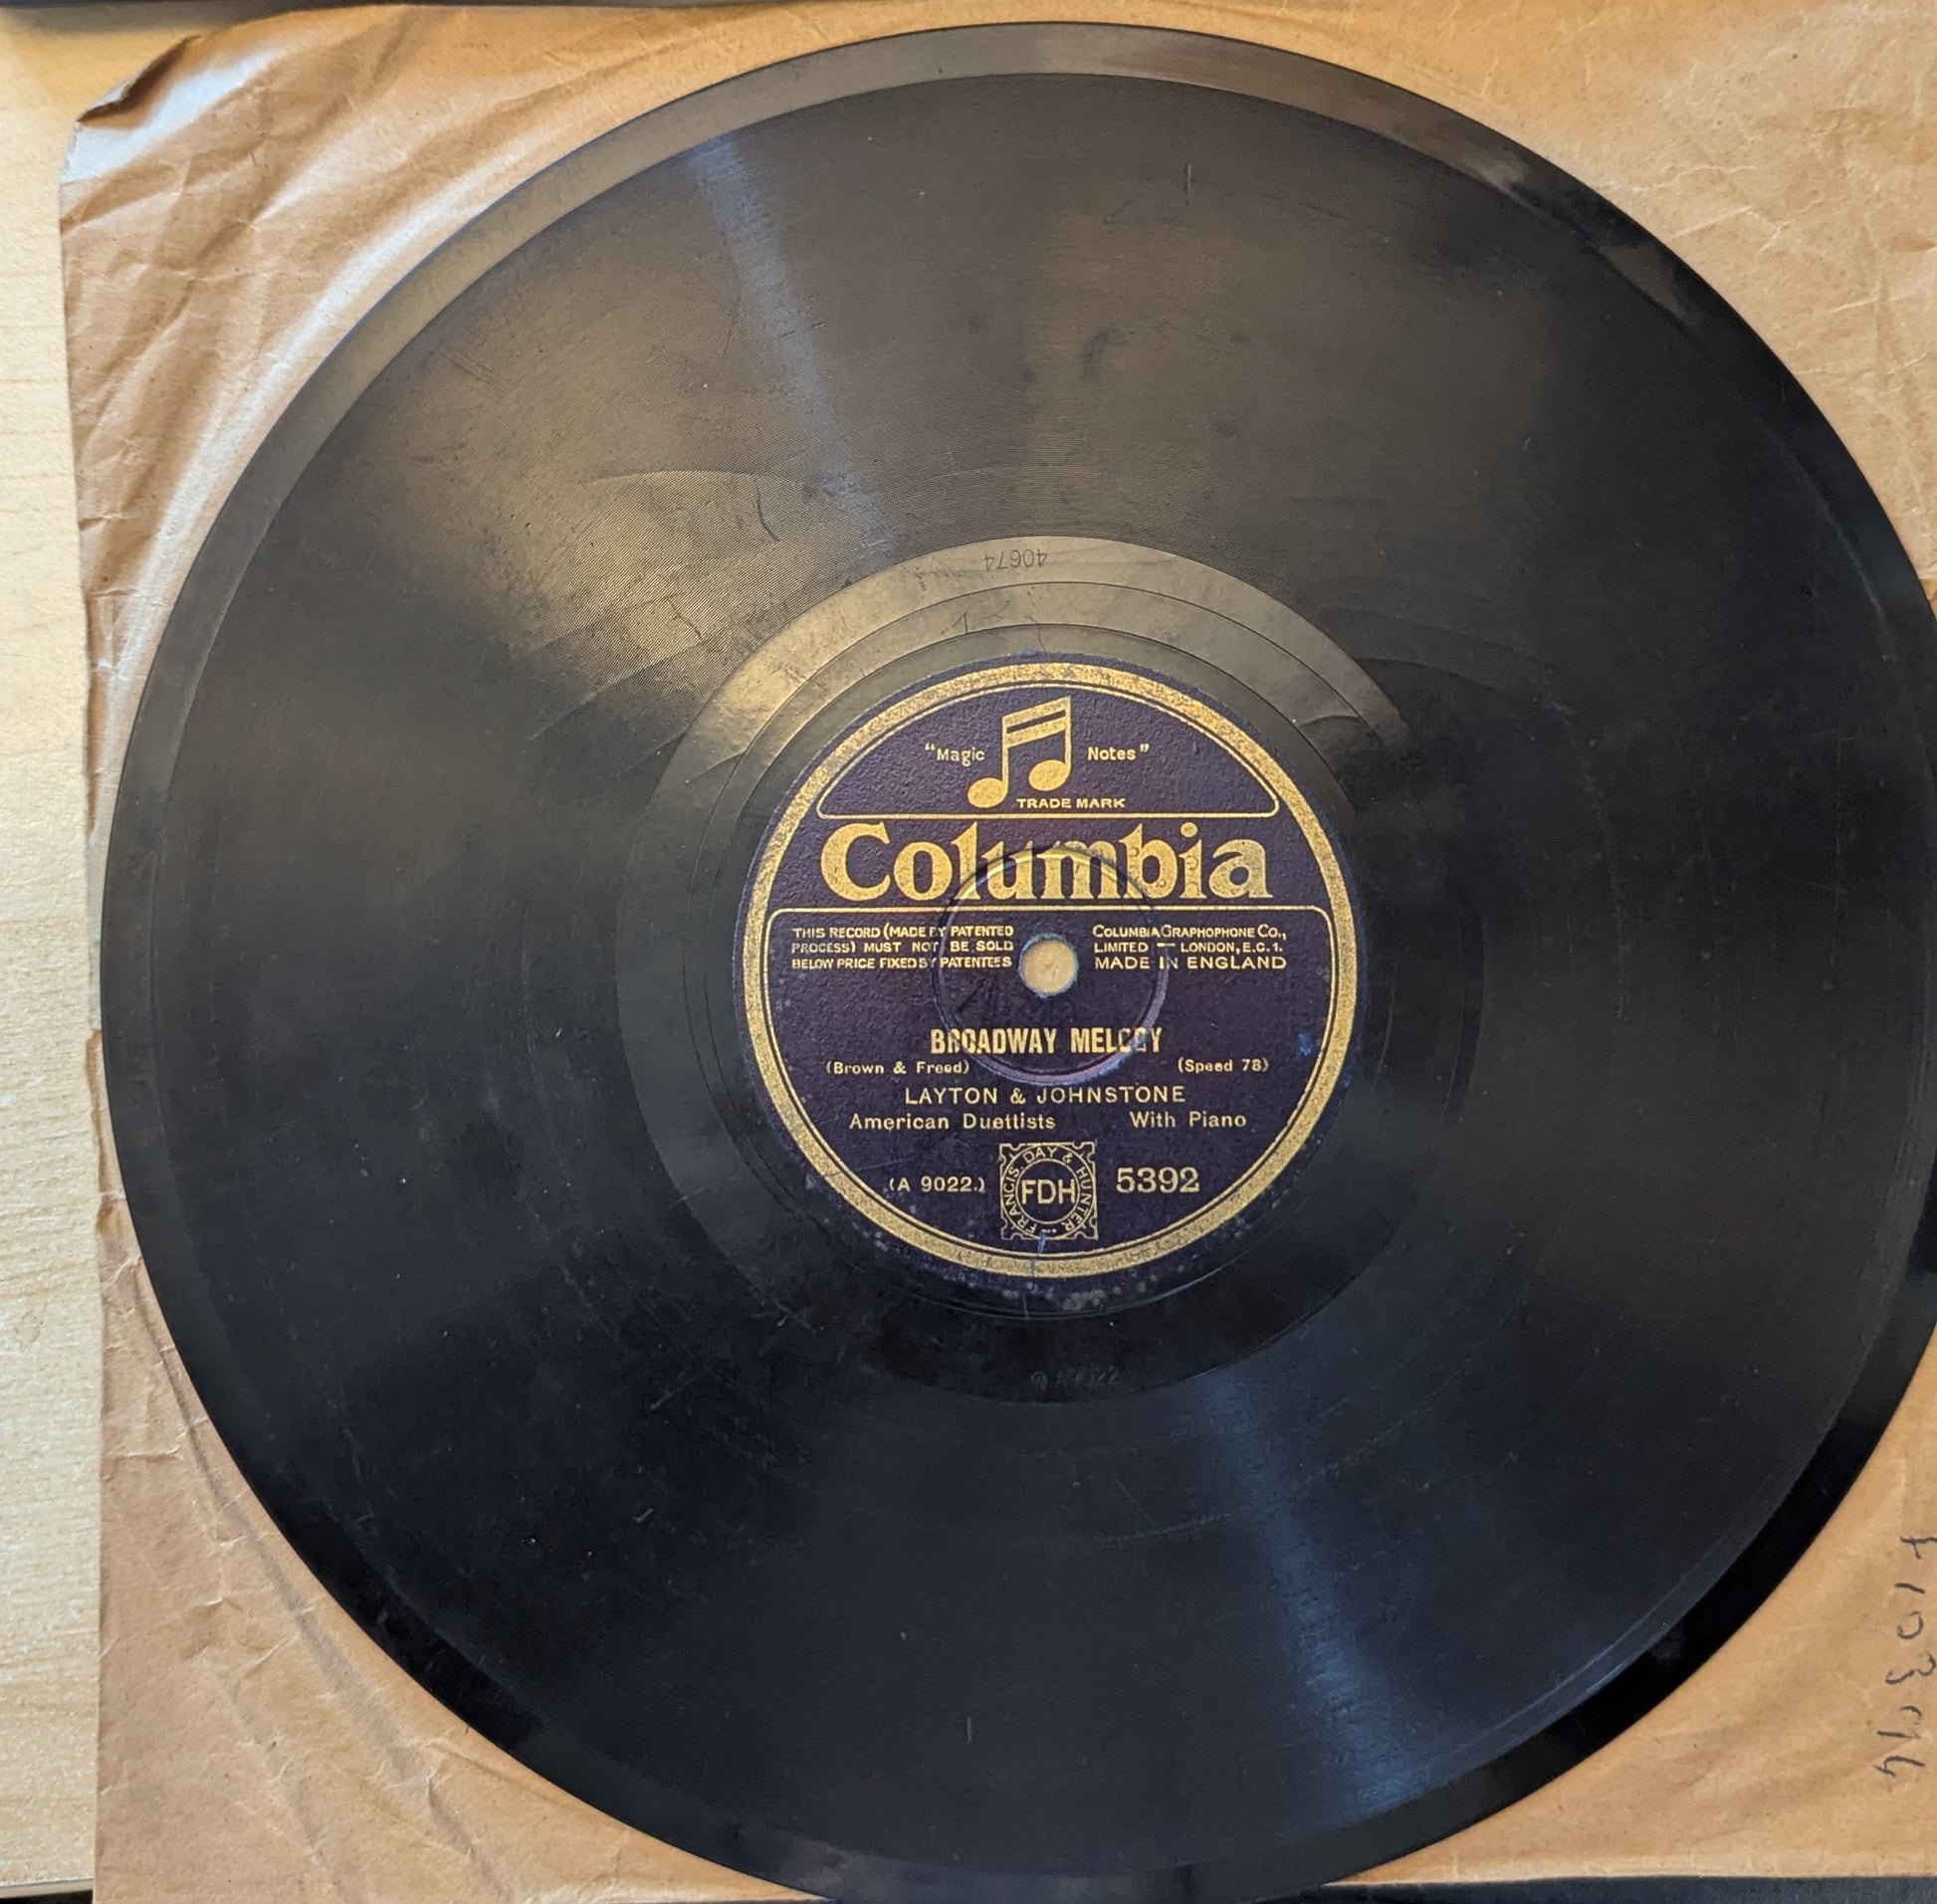 40674
"Magic Notes"
TRADE MARK
Columbia
THIS RECORD (MADE BY PATENTED
PROCESS) MUST NOT BE SOLD
BELOW PRICE FIXED BY PATENTEES
COLUMBIA GRAPHOPHONE CO.,
LIMITED — LONDON, E.C.1.
MADE IN ENGLAND
BROADWAY MELODY
(Brown & Freed) (Speed 78)
LAYTON & JOHNSTONE
American Duettists With Piano
(A 9022.) 5392
FRANCIS, DAY & HUNTER
FDH
A9022